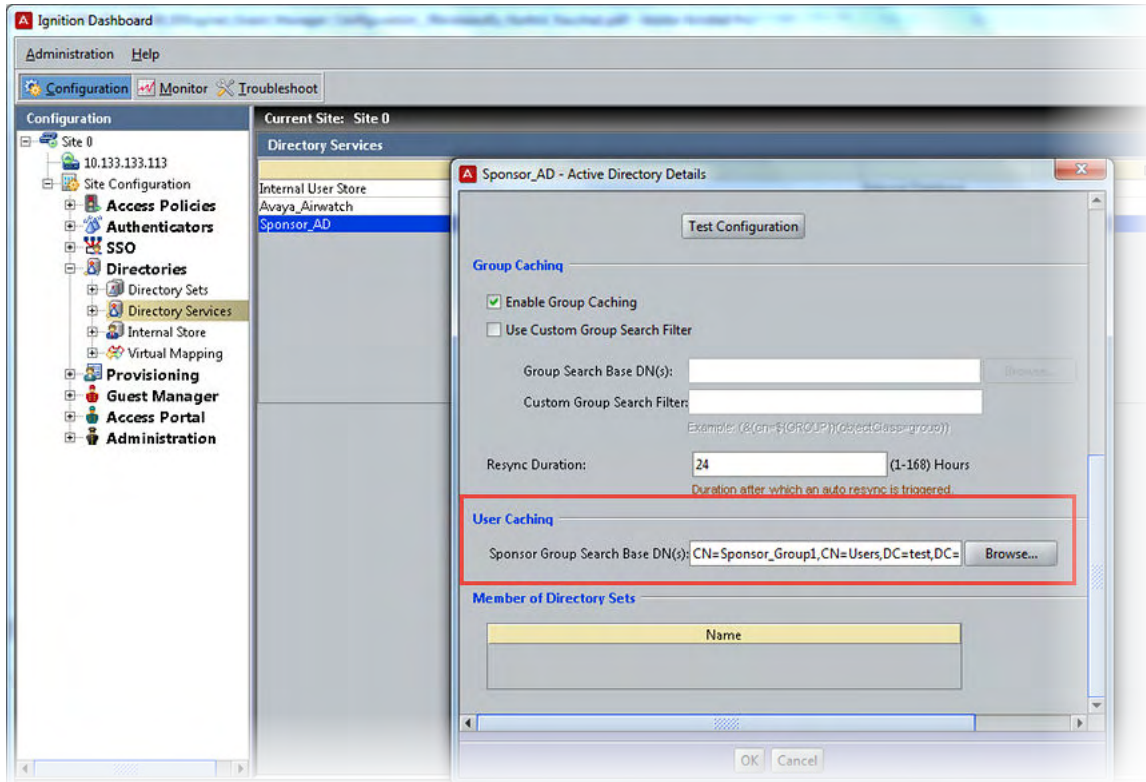 Ignition Dashboard
Administration Help
Configuration Monitor Troubleshoot
Configuration
Current Site: Site 0
Site 0
Directory Services
10.133.133.113
Sponsor_AD - Active Directory Details
Site Configuration
Internal User Store
Access Policies
Avaya_Airwatch
Authenticators
Sponsor_AD
Test Configuration
SSO
Directories
Group Caching
Directory Sets
Enable Group Caching
Directory Services
Use Custom Group Search Filter
Internal Store
Virtual Mapping
Group Search Base DN(s): Browse...
Provisioning
Guest Manager
Custom Group Search Filter:
Access Portal
Example: (&(cn=${GROUP})(objectClass=group))
Administration
Resync Duration: 24 (1-168) Hours
Duration after which an auto resync is triggered.
User Caching
Sponsor Group Search Base DN(s): CN=Sponsor_Group1,CN=Users,DC=test,DC= Browse...
Member of Directory Sets
Name
OK Cancel